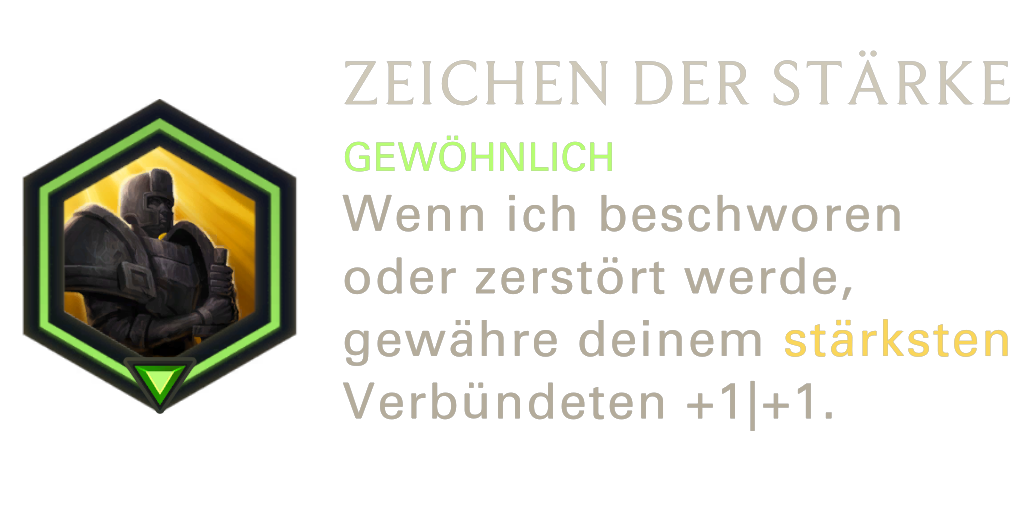 ZEICHEN DER STÄRKE
GEWÖHNLICH
Wenn ich beschworen
oder zerstört werde,
gewähre deinem stärksten
Verbündeten +1|+1.